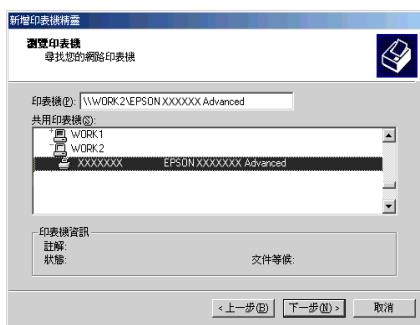 新增印表機精靈
瀏覽印表機
尋找您的網路印表機
印表機(P): \\WORK2\EPSON XXXXXX Advanced
共用印表機(S):
WORK1
WORK2
XXXXXXX EPSON XXXXXXX Advanced
印表機資訊
註解:
狀態: 文件等候:
<上一步(B) 下一步(N)> 取消